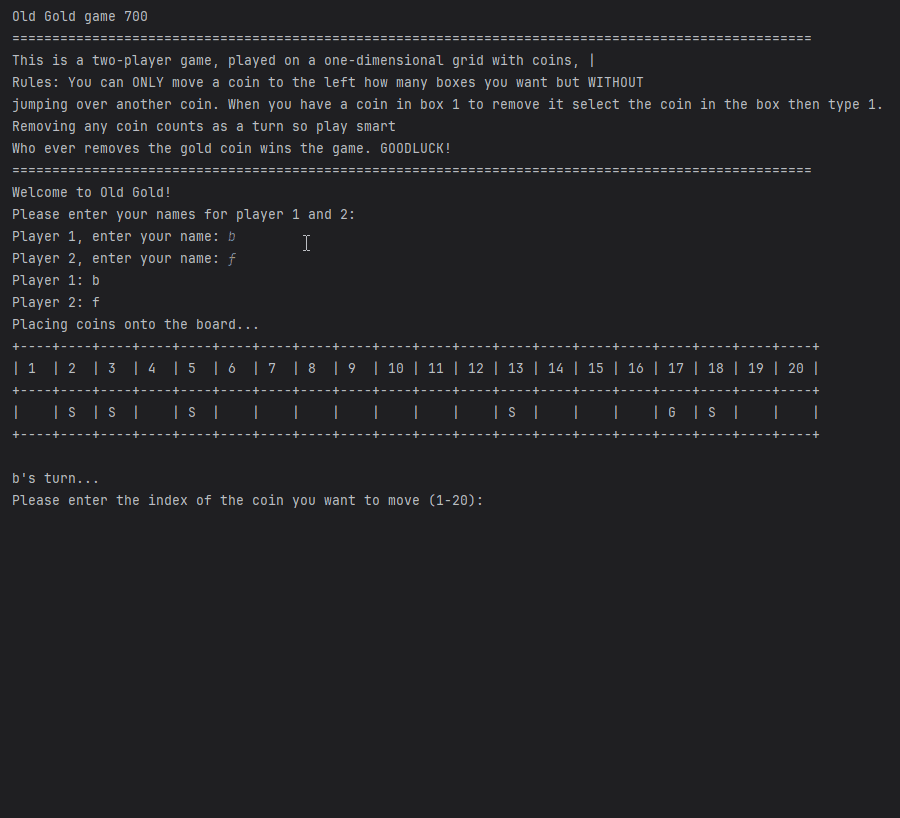 Old Gold game 700
====================================================================================================
This is a two-player game, played on a one-dimensional grid with coins, |
Rules: You can ONLY move a coin to the left how many boxes you want but WITHOUT
jumping over another coin. When you have a coin in box 1 to remove it select the coin in the box then type 1.
Removing any coin counts as a turn so play smart
Who ever removes the gold coin wins the game. GOODLUCK!
====================================================================================================
Welcome to Old Gold!
Please enter your names for player 1 and 2:
Player 1, enter your name: b
Player 2, enter your name: f
Player 1: b
Player 2: f
Placing coins onto the board...
+----+----+----+----+----+----+----+----+----+----+----+----+----+----+----+----+----+----+----+----+
| 1  | 2  | 3  | 4  | 5  | 6  | 7  | 8  | 9  | 10 | 11 | 12 | 13 | 14 | 15 | 16 | 17 | 18 | 19 | 20 |
+----+----+----+----+----+----+----+----+----+----+----+----+----+----+----+----+----+----+----+----+
|    | S  | S  |    | S  |    |    |    |    |    |    |    | S  |    |    |    | G  | S  |    |    |
+----+----+----+----+----+----+----+----+----+----+----+----+----+----+----+----+----+----+----+----+
b's turn...
Please enter the index of the coin you want to move (1-20):